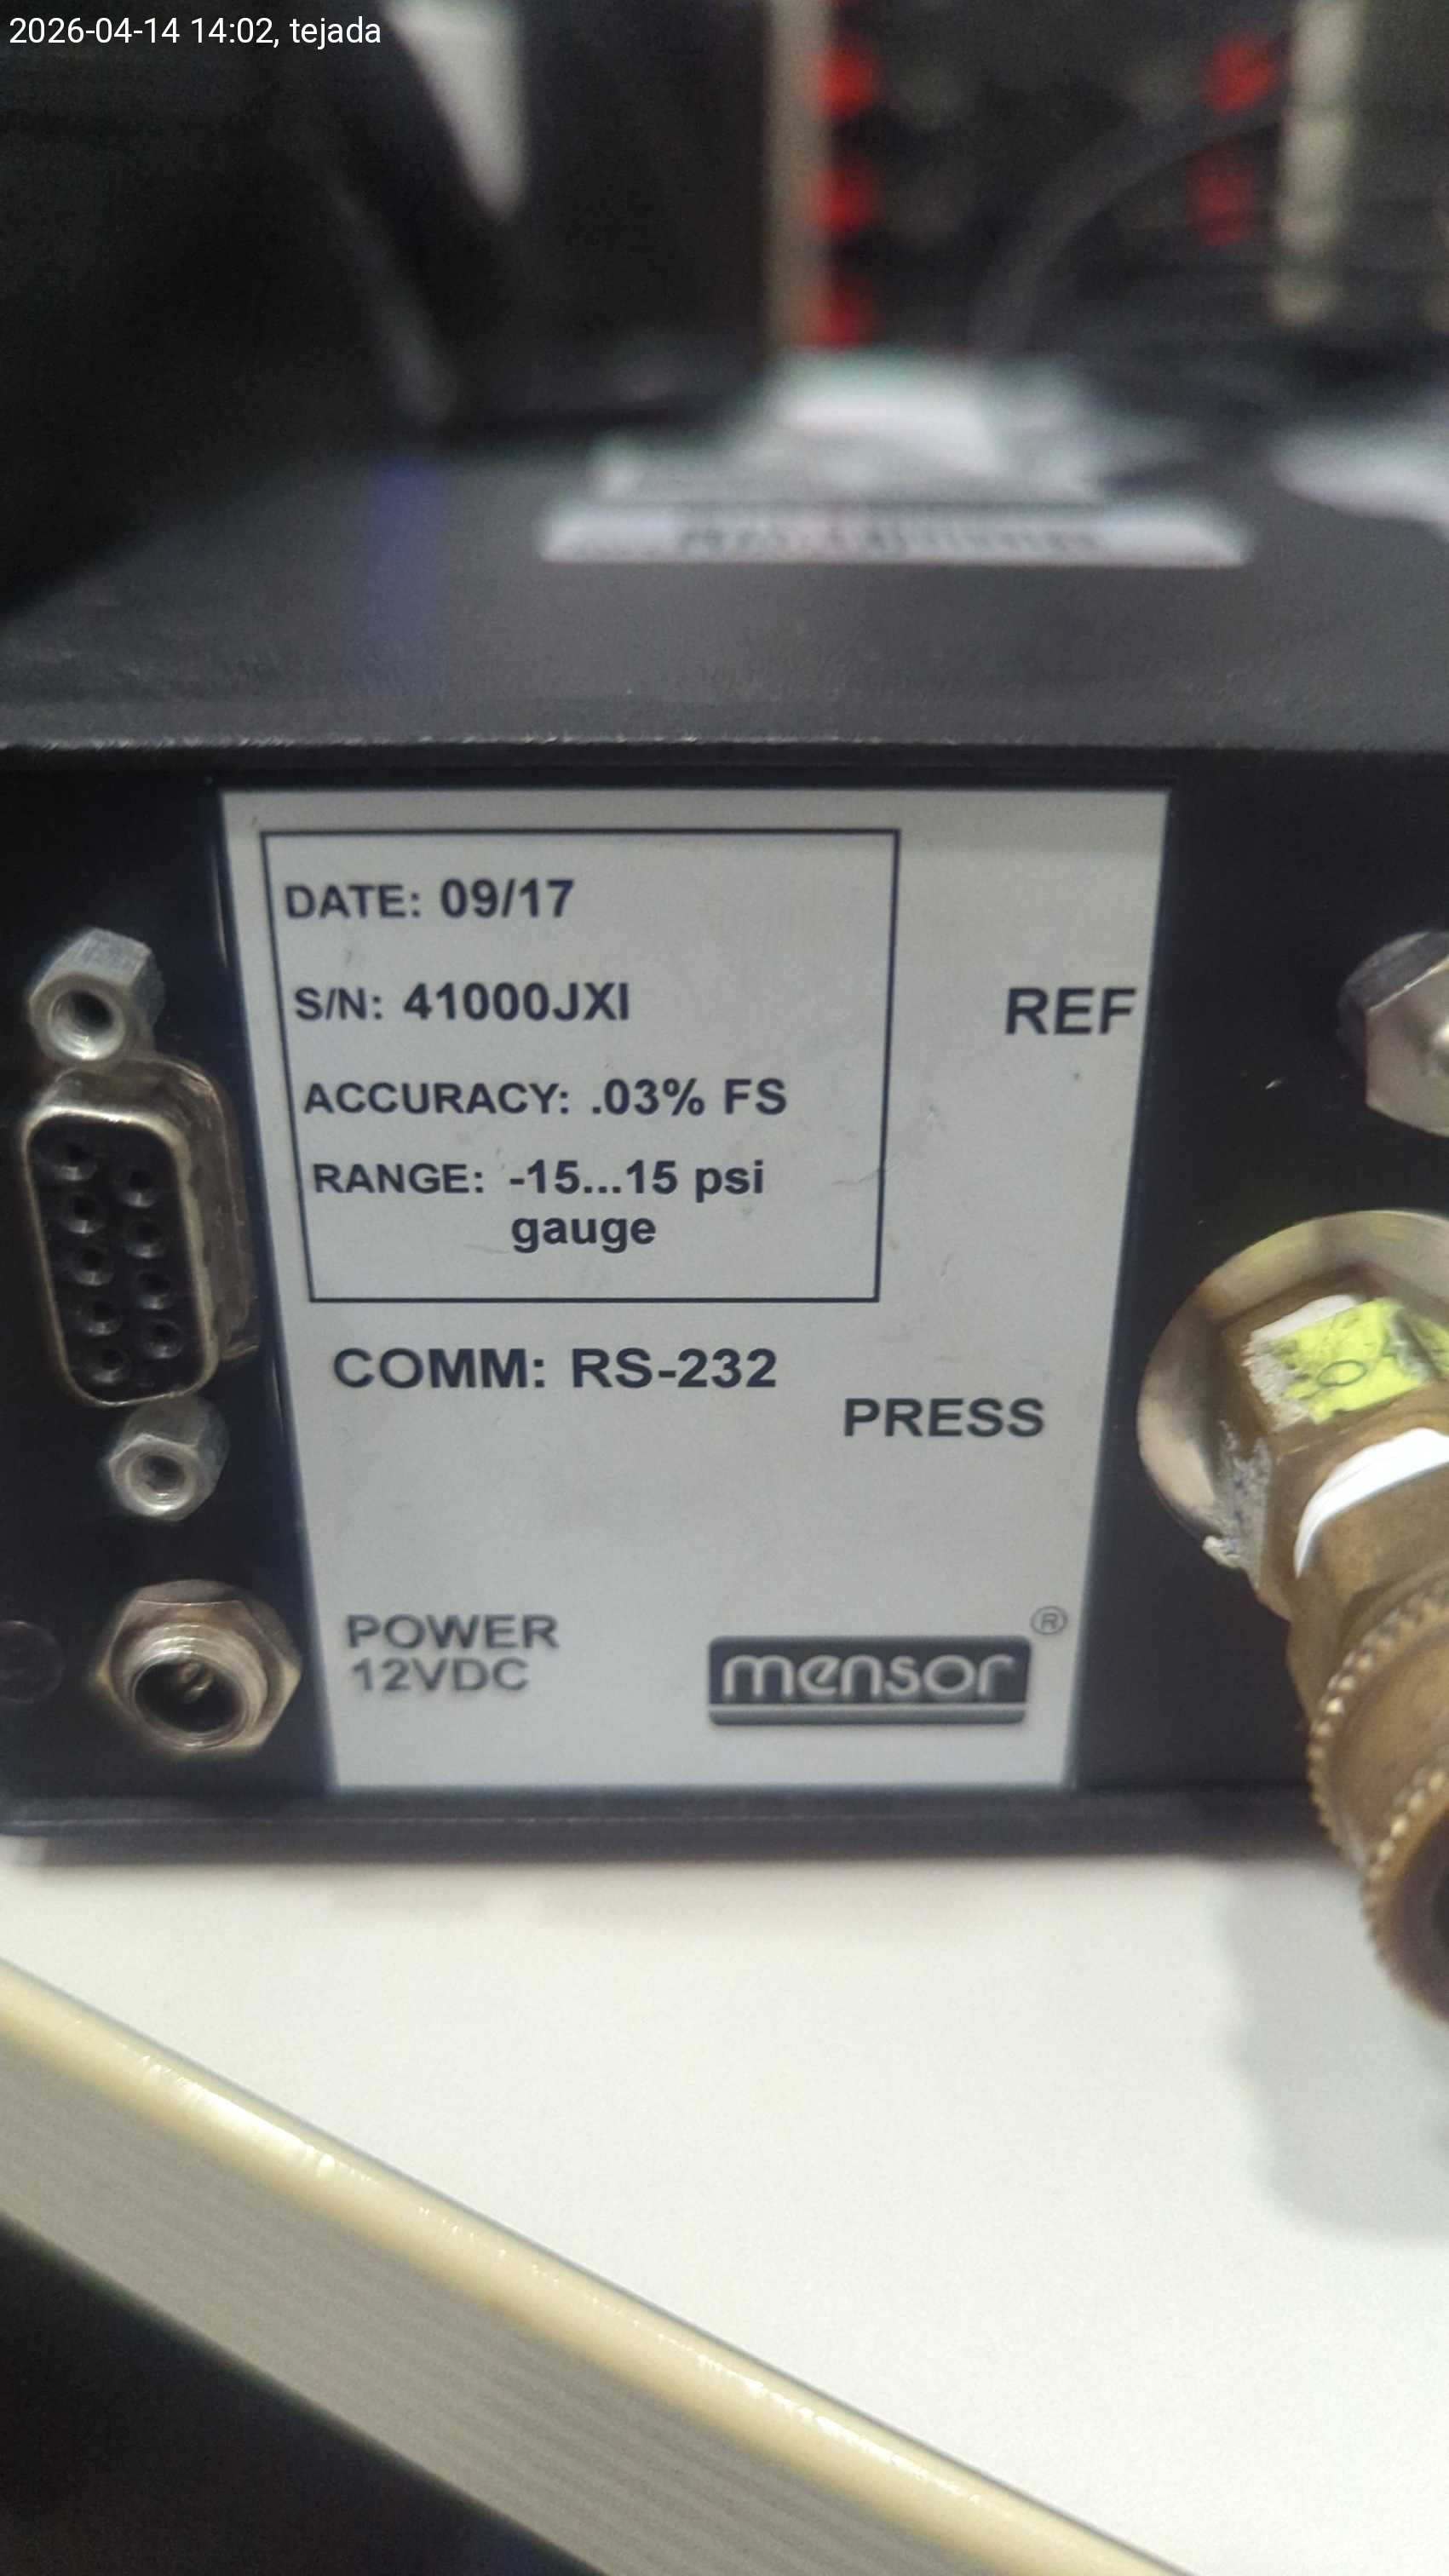 2026-04-14 14:02, tejada
DATE: 09/17
S/N: 41000JXI
REF
ACCURACY: .03% FS
RANGE: -15...15 psi
gauge
COMM: RS-232
PRESS
POWER
12VDC
mensor®